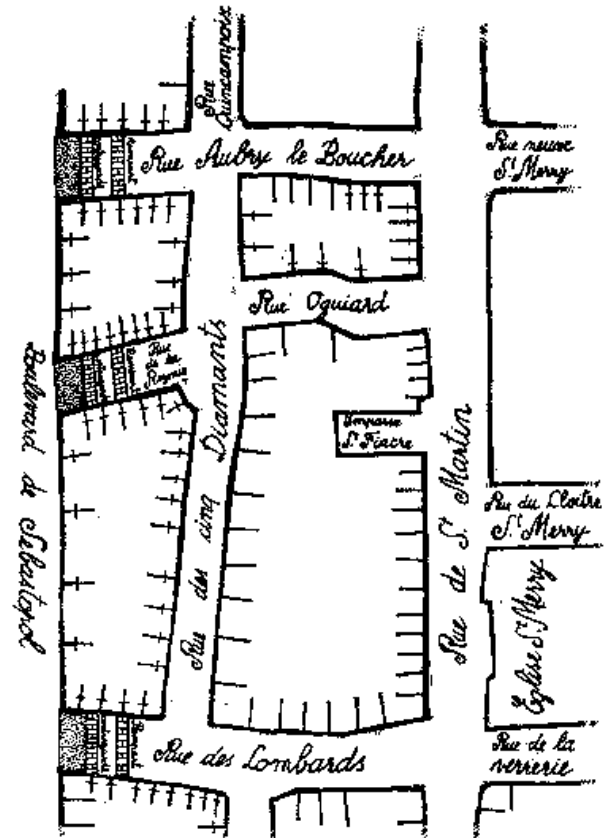 Rue
Quincampoix
Rue Aubry le Boucher
Rue neuve
St Merry
Rue Oguiard
Rue
de la
Reynie
Boulevard de Sebastopol
Rue des cinq Diamants
Impasse
St Fiacre
Rue de St Martin
Rue du Cloitre
St Merry
Eglise St Merry
Rue des Lombards
Rue de la
verrerie